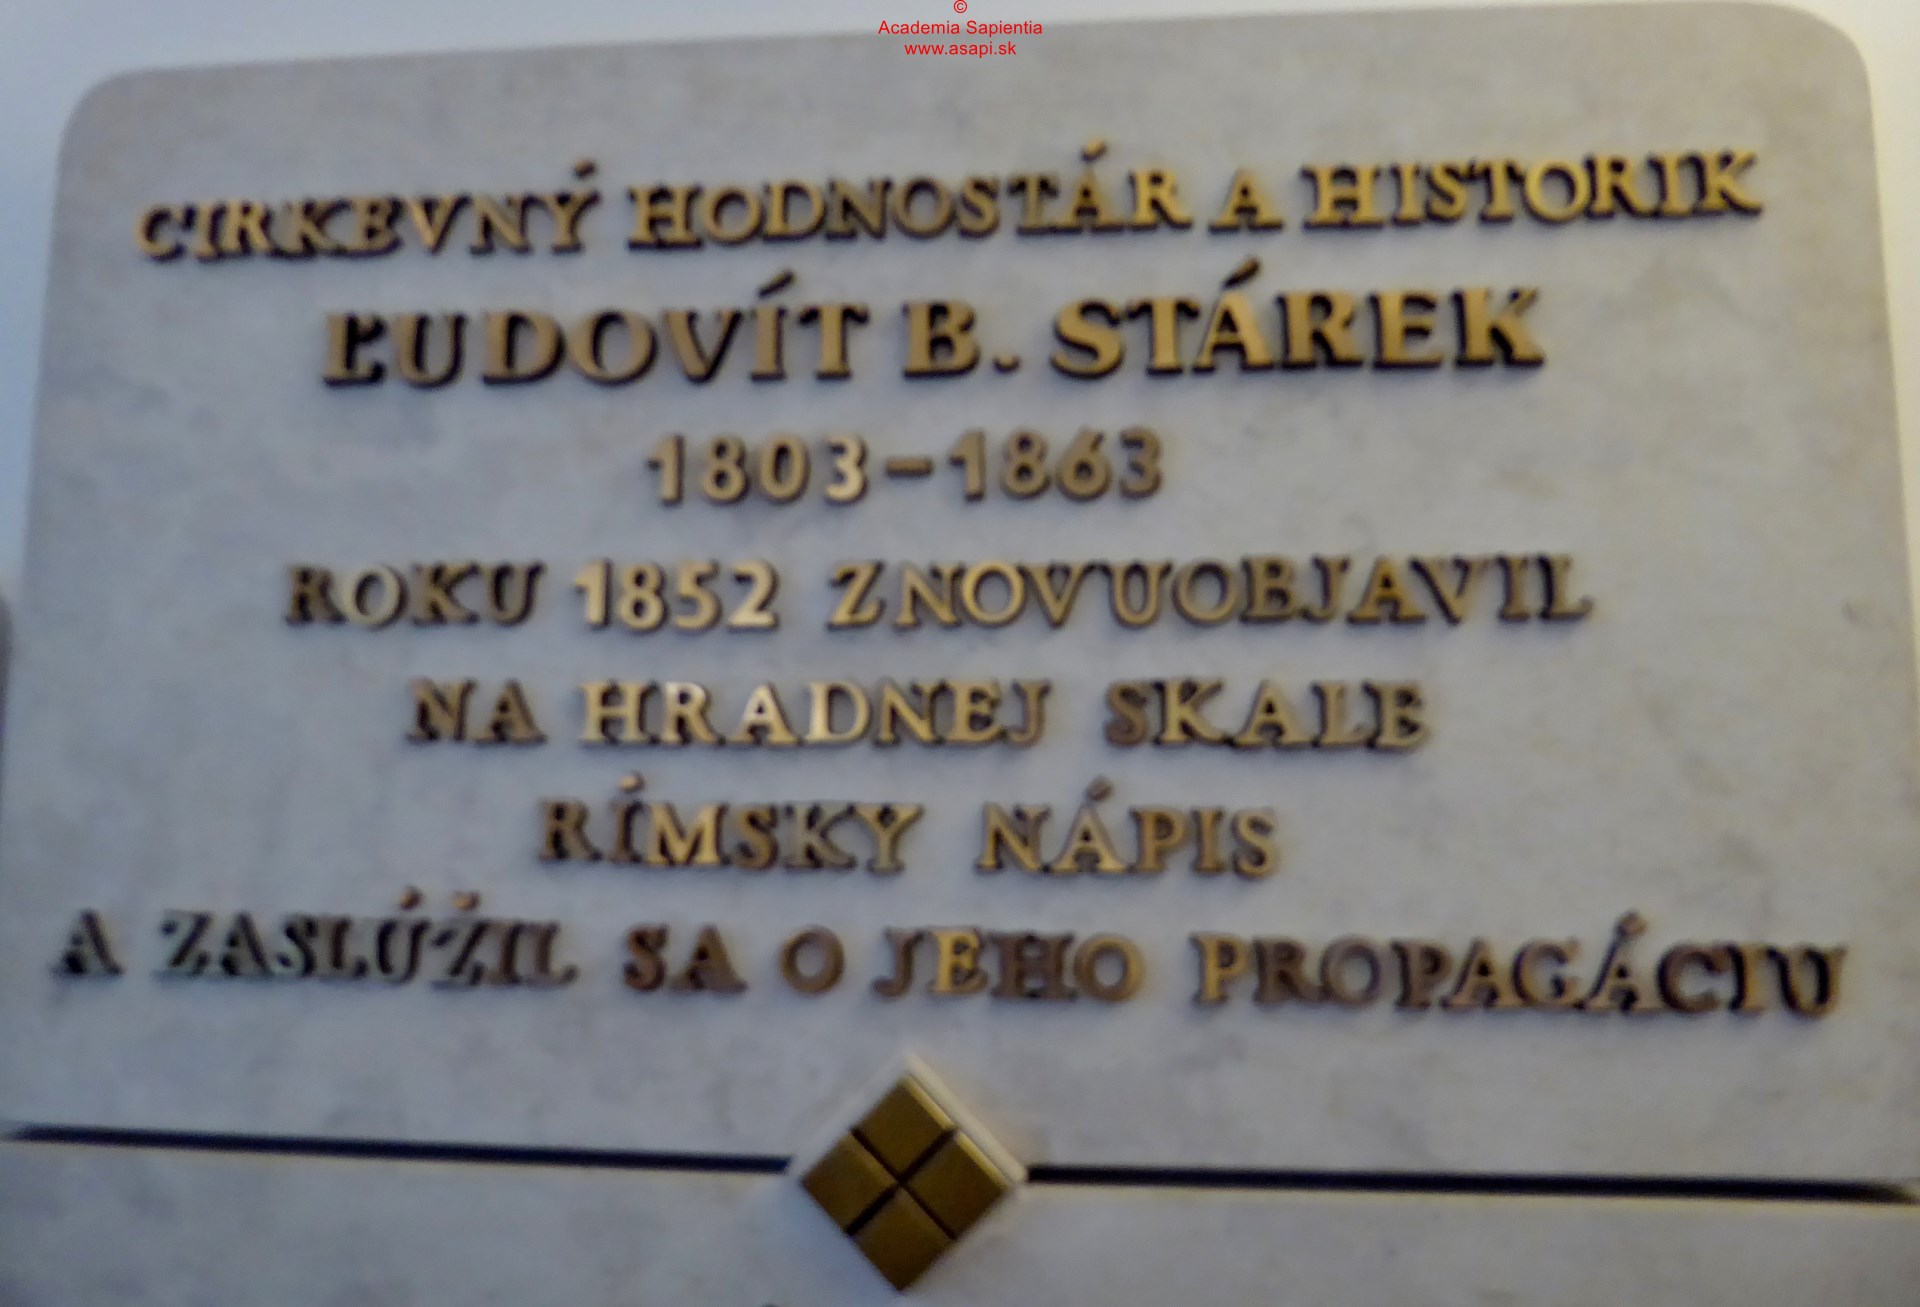 ©
Academia Sapientia
www.asapi.sk
CIRKEVNÝ HODNOSTÁR A HISTORIK
ĽUDOVÍT B. STÁREK
1803-1863
ROKU 1852 ZNOVUOBJAVIL
NA HRADNEJ SKALE
RÍMSKY NÁPIS
A ZASLÚŽIL SA O JEHO PROPAGÁCIU